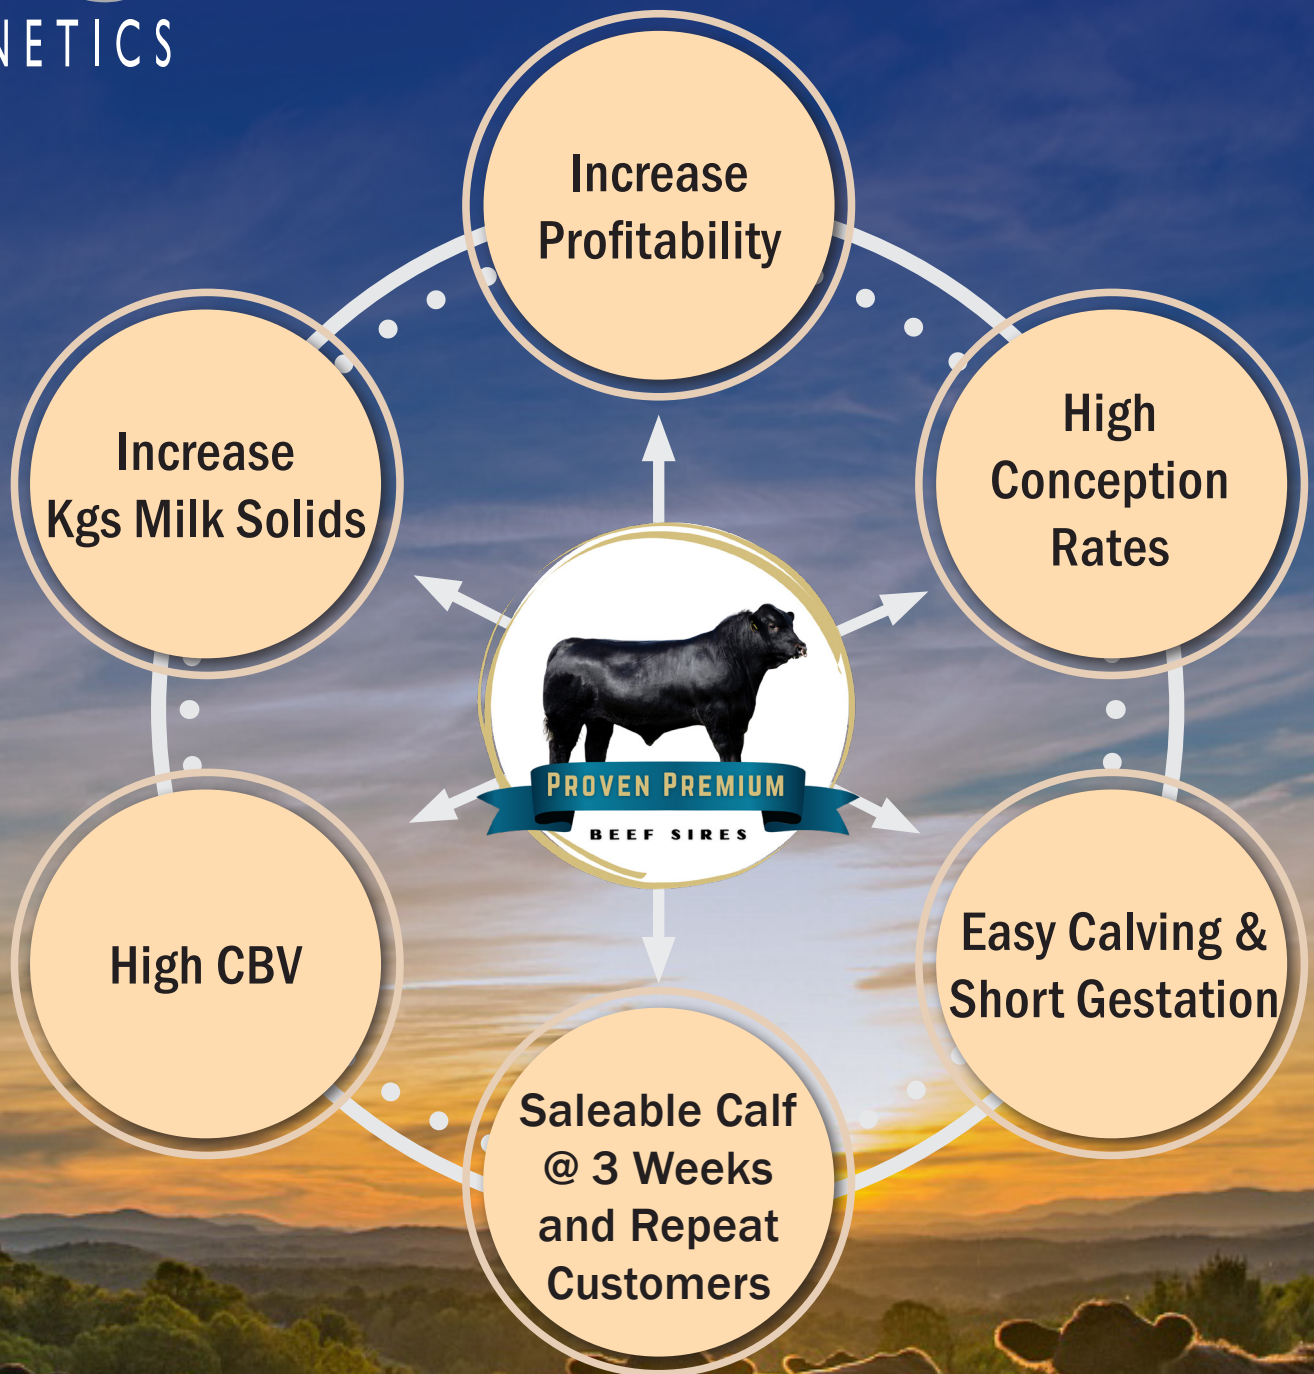 NETICS
Increase
Profitability
High
Conception
Rates
Increase
Kgs Milk Solids
PROVEN PREMIUM
BEEF SIRES
Easy Calving &
Short Gestation
High CBV
Saleable Calf
@ 3 Weeks
and Repeat
Customers